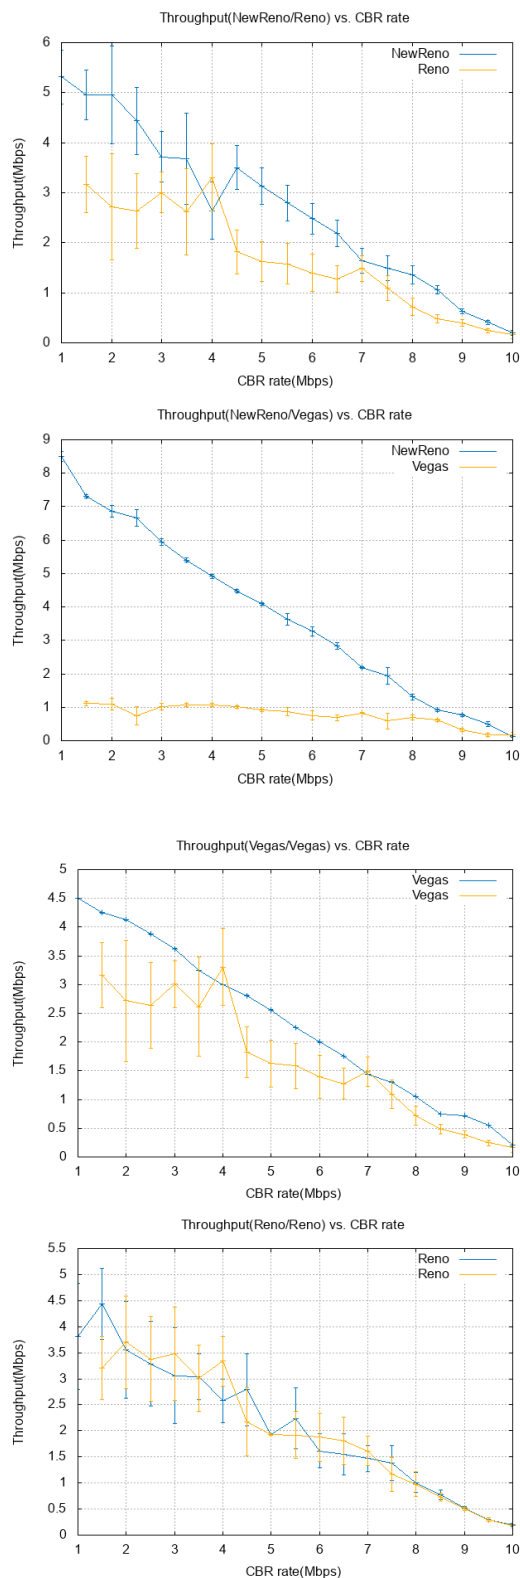 Throughput(NewReno/Reno) vs. CBR rate
6
5
4
3
2
1
0
Throughput(Mbps)
NewReno
Reno
1 2 3 4 5 6 7 8 9 10
CBR rate(Mbps)
Throughput(NewReno/Vegas) vs. CBR rate
9
8
7
6
5
4
3
2
1
0
Throughput(Mbps)
NewReno
Vegas
1 2 3 4 5 6 7 8 9 10
CBR rate(Mbps)
Throughput(Vegas/Vegas) vs. CBR rate
5
4.5
4
3.5
3
2.5
2
1.5
1
0.5
0
Throughput(Mbps)
Vegas
Vegas
1 2 3 4 5 6 7 8 9 10
CBR rate(Mbps)
Throughput(Reno/Reno) vs. CBR rate
5.5
5
4.5
4
3.5
3
2.5
2
1.5
1
0.5
0
Throughput(Mbps)
Reno
Reno
1 2 3 4 5 6 7 8 9 10
CBR rate(Mbps)